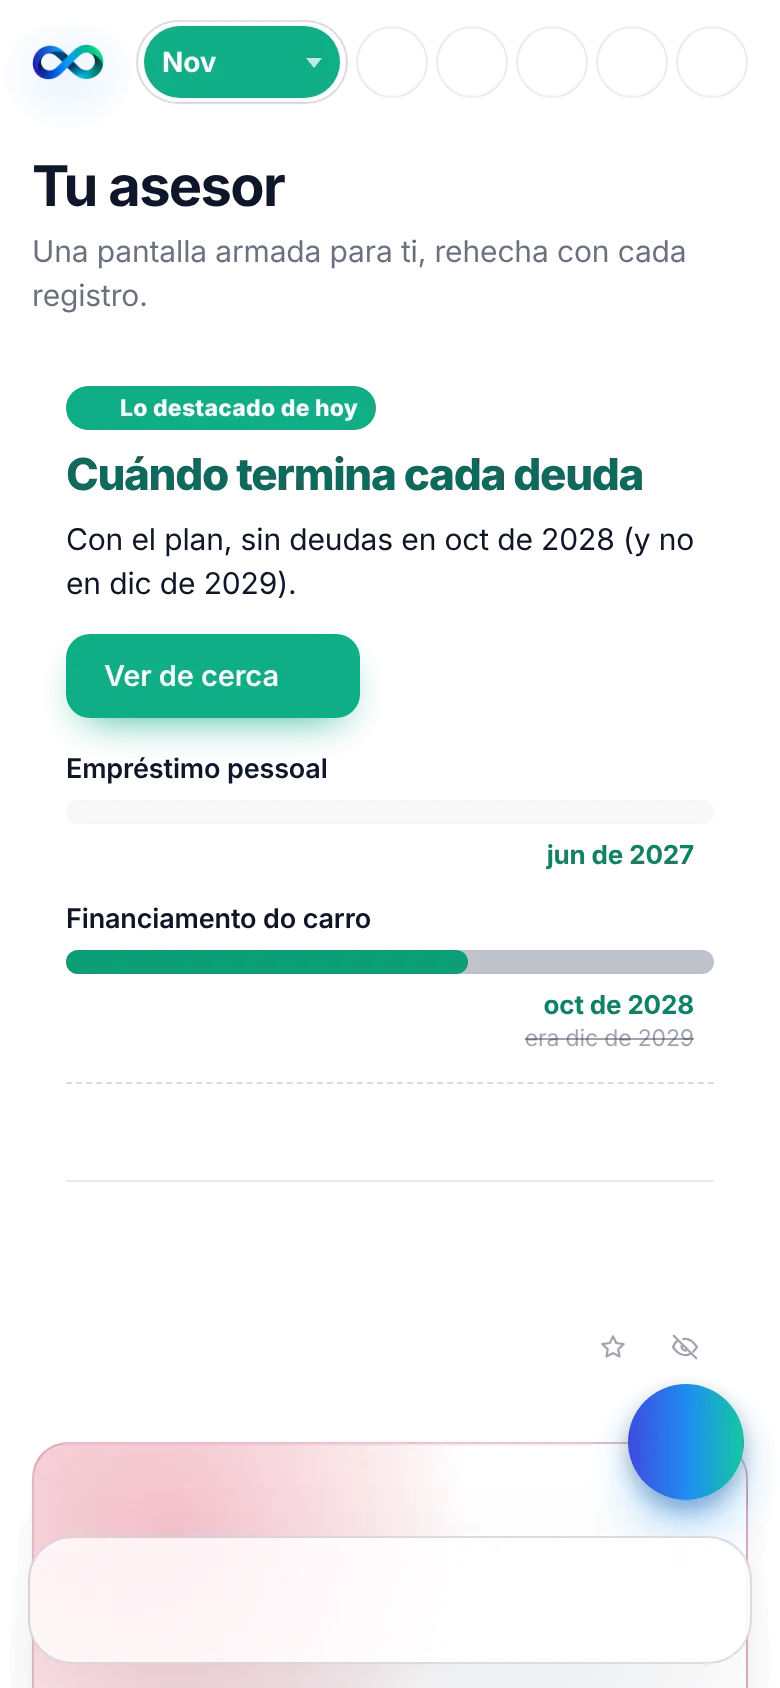 Nov
Tu asesor
Una pantalla armada para ti, rehecha con cada
registro.
Lo destacado de hoy
Cuándo termina cada deuda
Con el plan, sin deudas en oct de 2028 (y no
en dic de 2029).
Ver de cerca
Empréstimo pessoal
jun de 2027
Financiamento do carro
oct de 2028
era dic de 2029